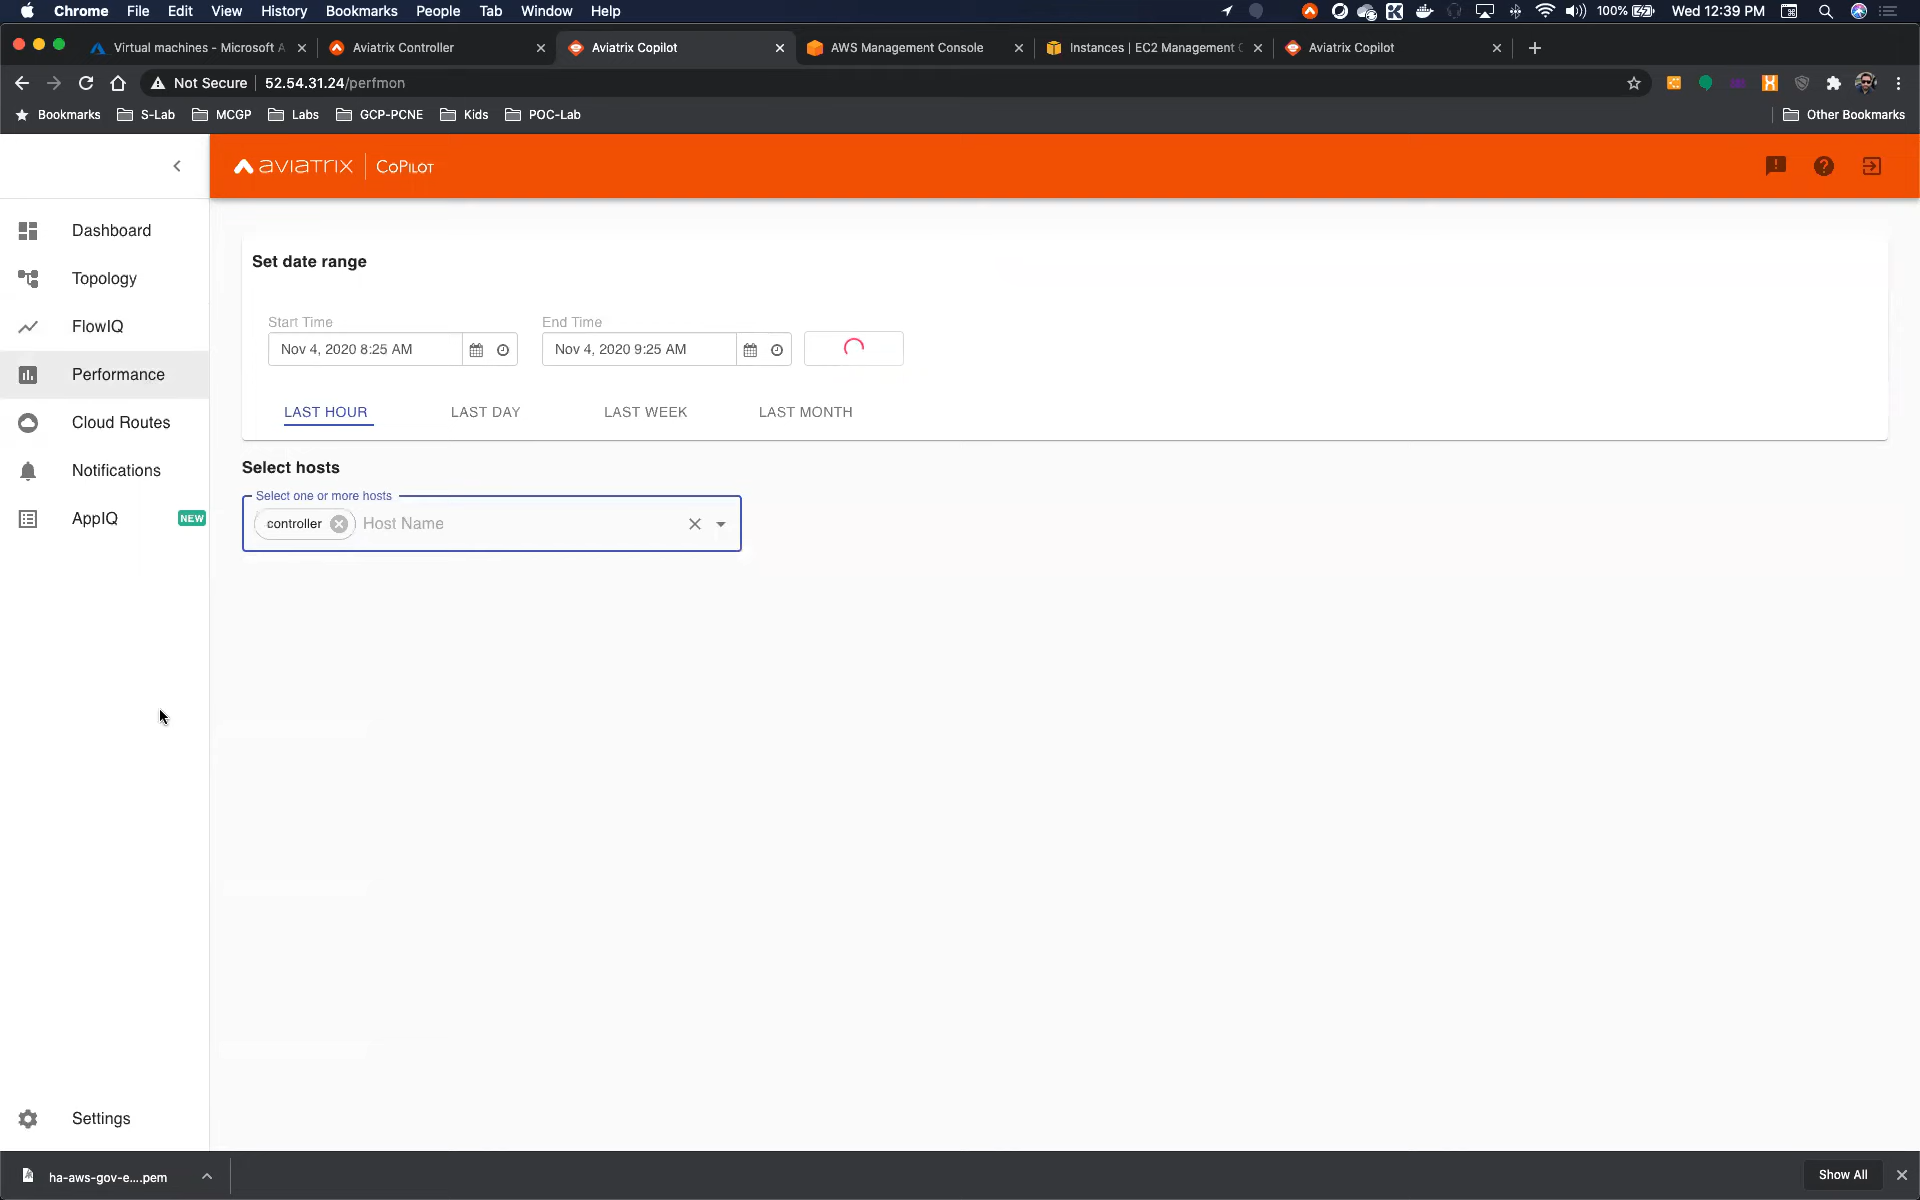 Chrome File Edit View History Bookmarks People Tab Window Help 100% Wed 12:39 PM
Virtual machines - Microsoft A Aviatrix Controller Aviatrix Copilot AWS Management Console Instances | EC2 Management C Aviatrix Copilot
Not Secure 52.54.31.24/perfmon
Bookmarks S-Lab MCGP Labs GCP-PCNE Kids POC-Lab Other Bookmarks
aviatrix CoPilot
Dashboard
Topology
FlowIQ
Performance
Cloud Routes
Notifications
AppIQ NEW
Settings
Set date range
Start Time End Time
Nov 4, 2020 8:25 AM Nov 4, 2020 9:25 AM
LAST HOUR LAST DAY LAST WEEK LAST MONTH
Select hosts
Select one or more hosts
controller Host Name
ha-aws-gov-e....pem Show All